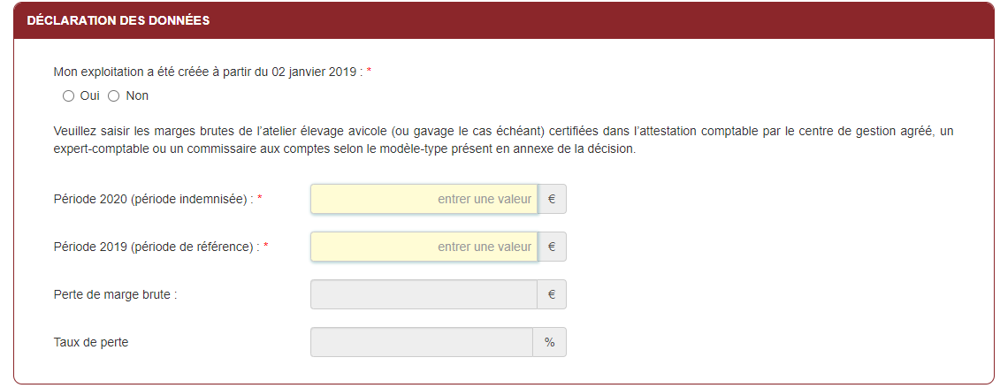 DÉCLARATION DES DONNÉES
Mon exploitation a été créée à partir du 02 janvier 2019 : *
Oui Non
Veuillez saisir les marges brutes de l'atelier élevage avicole (ou gavage le cas échéant) certifiées dans l'attestation comptable par le centre de gestion agréé, un
expert-comptable ou un commissaire aux comptes selon le modèle-type présent en annexe de la décision.
Période 2020 (période indemnisée) : * entrer une valeur €
Période 2019 (période de référence) : * entrer une valeur €
Perte de marge brute : €
Taux de perte %